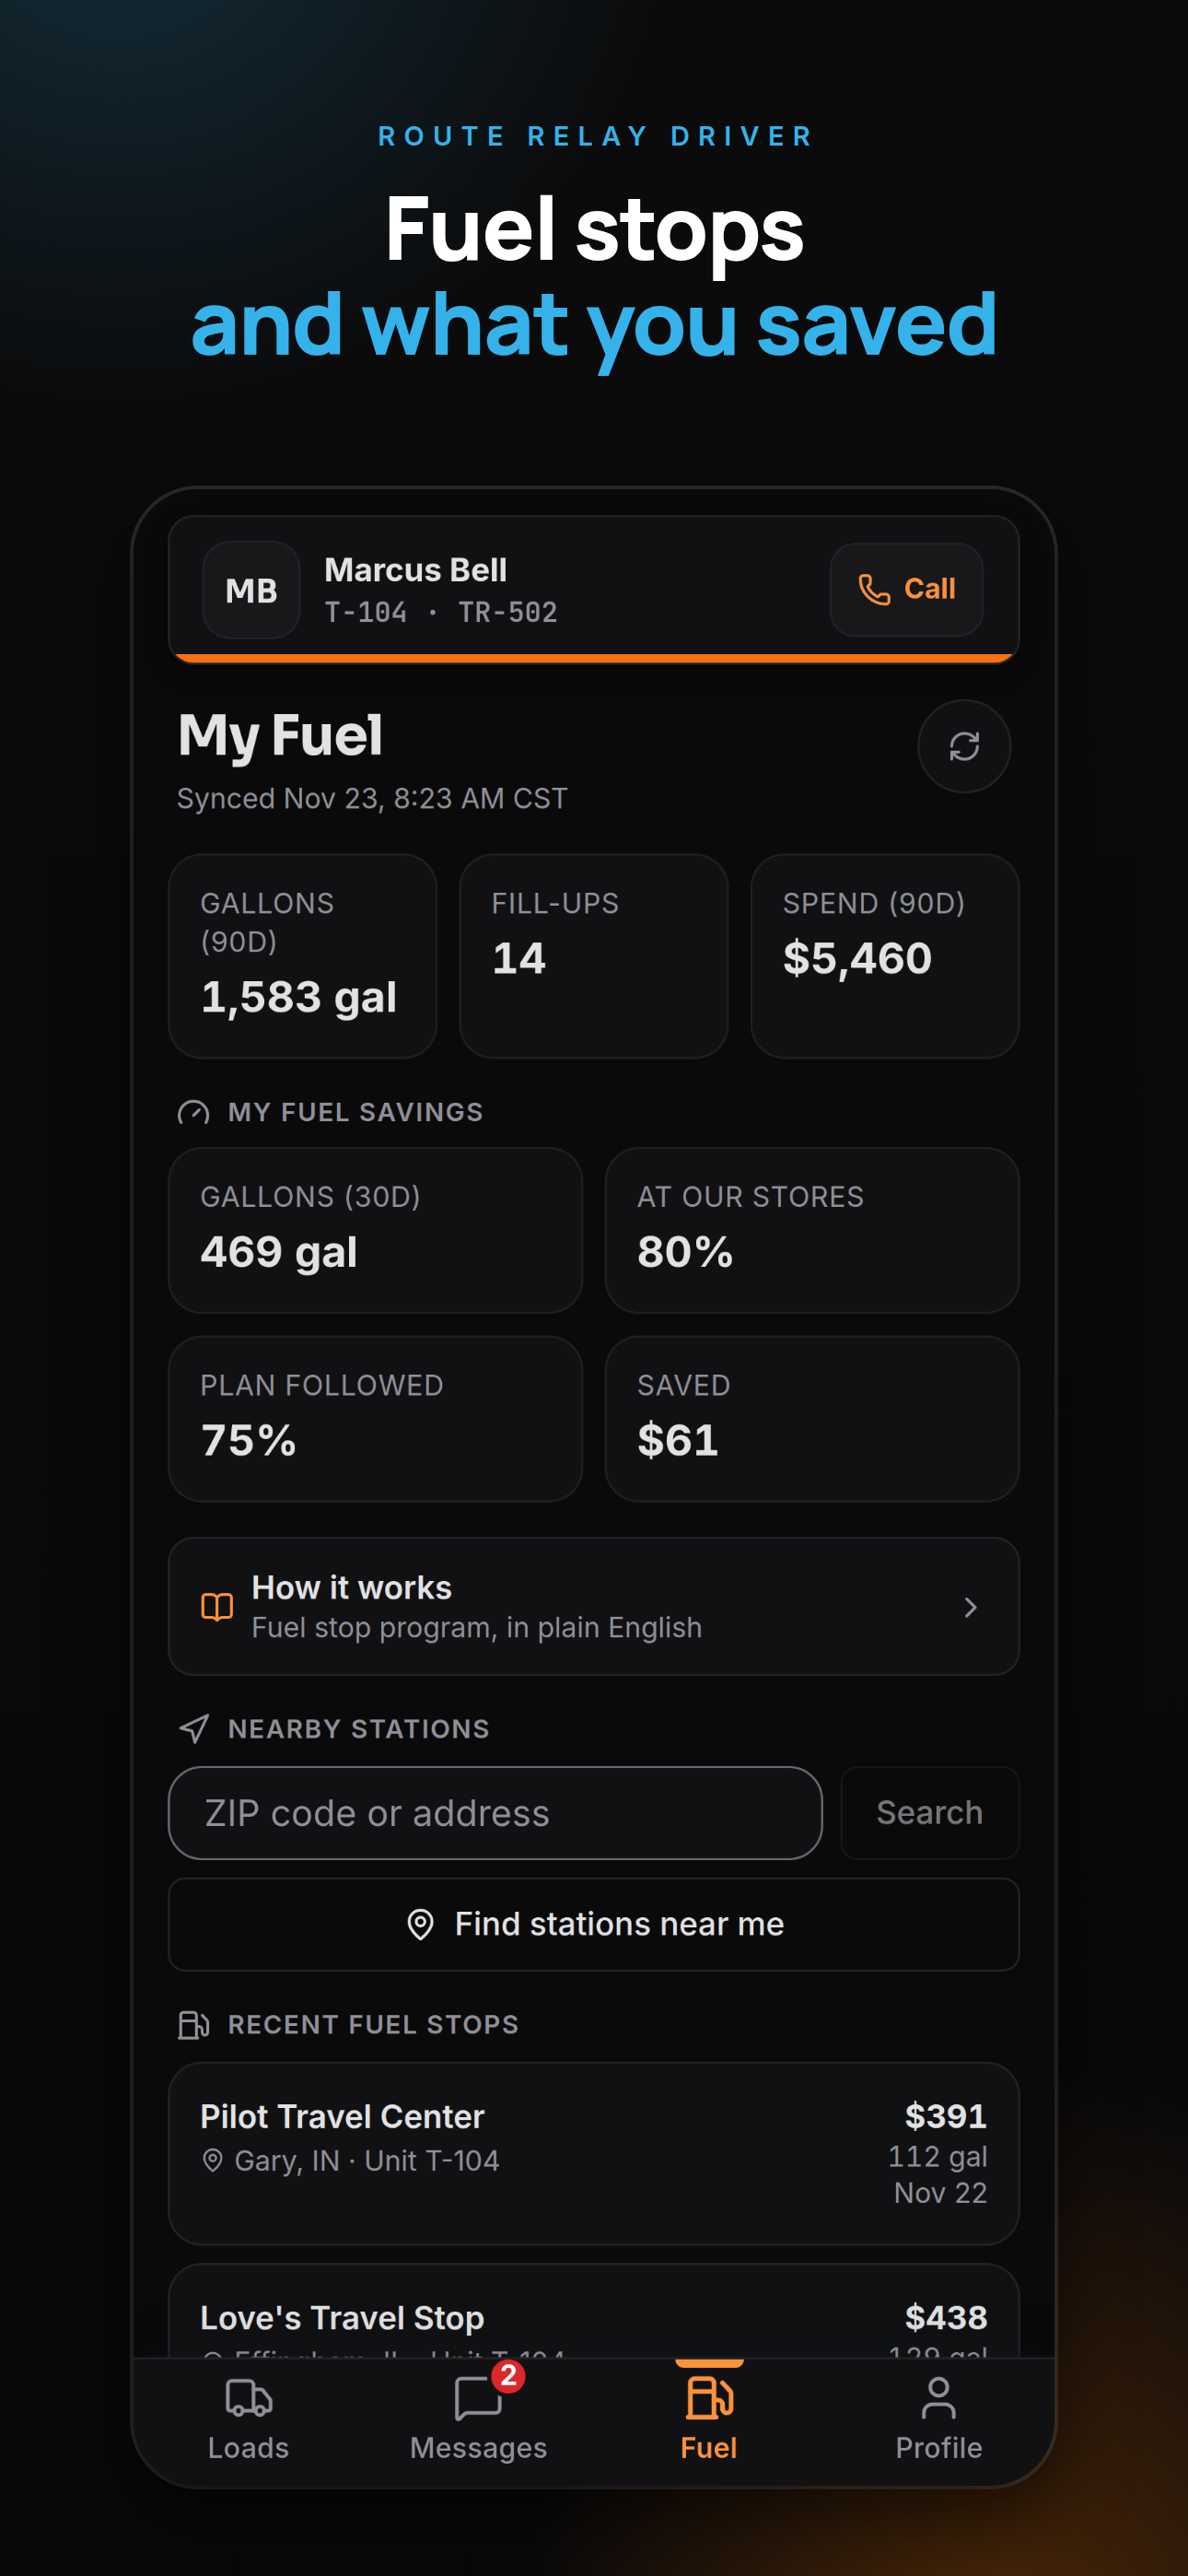 ROUTE RELAY DRIVER
Fuel stops
and what you saved
MB
Marcus Bell
T-104 · TR-502
Call
My Fuel
Synced Nov 23, 8:23 AM CST
GALLONS
(90D)
1,583 gal
FILL-UPS
14
SPEND (90D)
$5,460
MY FUEL SAVINGS
GALLONS (30D)
469 gal
AT OUR STORES
80%
PLAN FOLLOWED
75%
SAVED
$61
How it works
Fuel stop program, in plain English
NEARBY STATIONS
ZIP code or address
Search
Find stations near me
RECENT FUEL STOPS
Pilot Travel Center
Gary, IN · Unit T-104
$391
112 gal
Nov 22
Love's Travel Stop
$438
Loads
2
Messages
Fuel
Profile